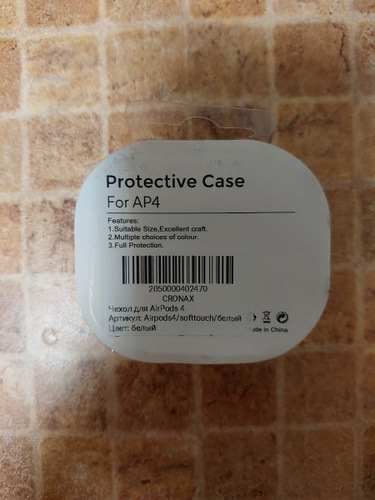 Protective Case
For AP4
Features:
1.Suitable Size,Excellent craft.
2.Multiple choices of colour.
3.Full Protection.
2050000402470
CRONAX
Чехол для AirPods 4
Артикул: Airpods4/softtouch/белый
Цвет: белый
in China